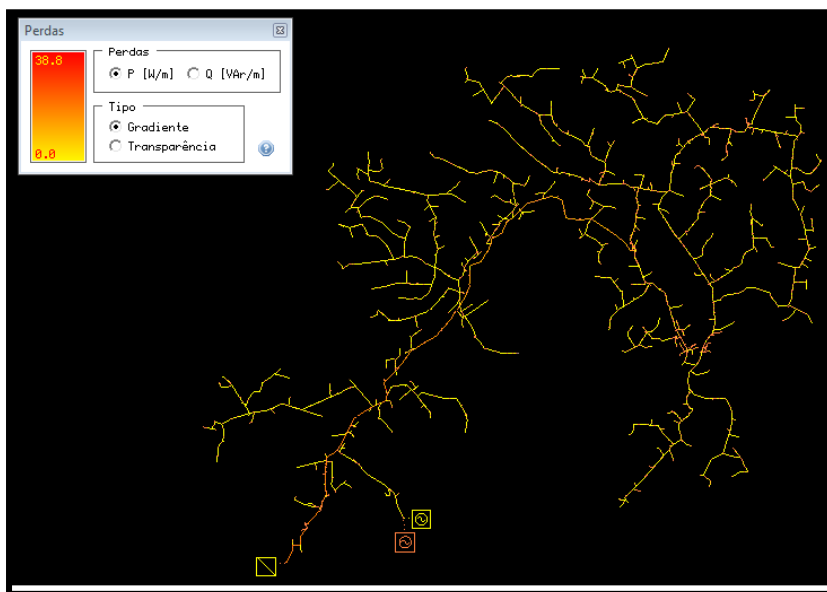 Perdas
38.8
0.0
Perdas
P [W/m] Q [VAr/m]
Tipo
Gradiente
Transparência
?